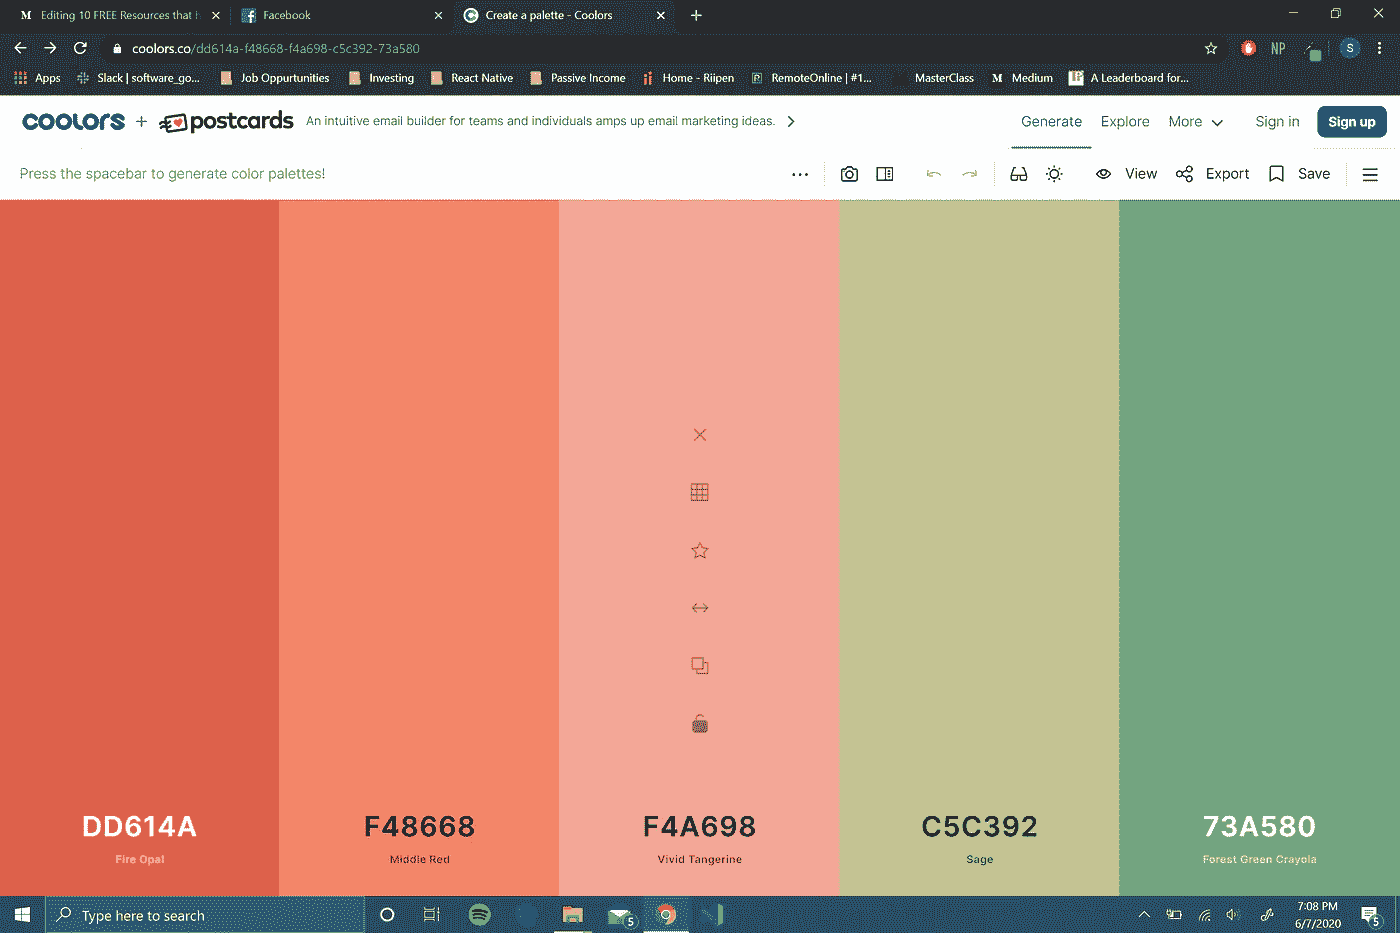 Editing 10 FREE Resources that
Facebook
Create a palette - Coolors
coolors.co/dd614a-f48668-f4a698-c5c392-73a580
NP
S
Apps
Slack | software_go...
Job Oppurtunities
Investing
React Native
Passive Income
Home - Riipen
RemoteOnline | #1...
MasterClass
Medium
A Leaderboard for...
coolors + postcards
An intuitive email builder for teams and individuals amps up email marketing ideas.
Generate
Explore
More
Sign in
Sign up
Press the spacebar to generate color palettes!
View
Export
Save
DD614A
Fire Opal
F48668
Middle Red
F4A698
Vivid Tangerine
C5C392
Sage
73A580
Forest Green Crayola
Type here to search
5
7:08 PM
6/7/2020
5